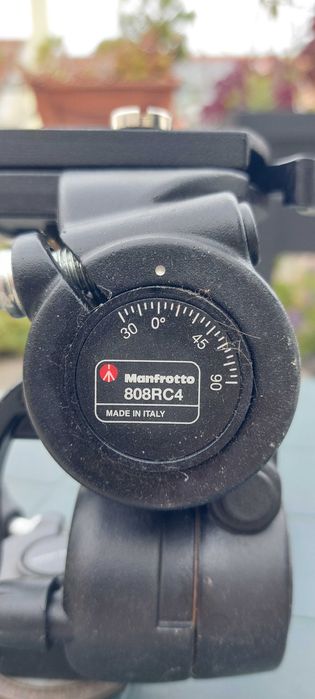 30 0° 45 90
Manfrotto
808RC4
MADE IN ITALY